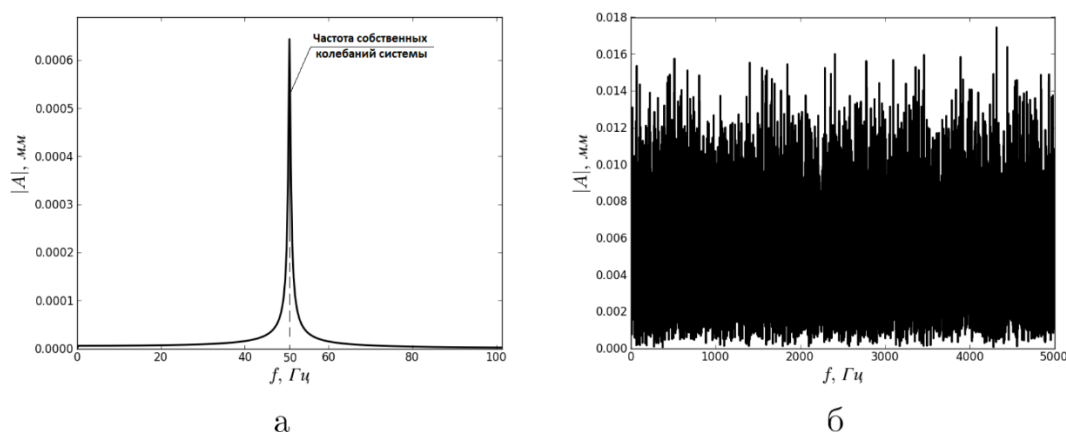 Частота собственных
колебаний системы
0.0006
0.0005
0.0004
0.0003
0.0002
0.0001
0.0000
|A|, мм
0 20 40 50 60 80 100
f, Гц
а
0.018
0.016
0.014
0.012
0.010
0.008
0.006
0.004
0.002
0.000
|A|, мм
0 1000 2000 3000 4000 5000
f, Гц
б